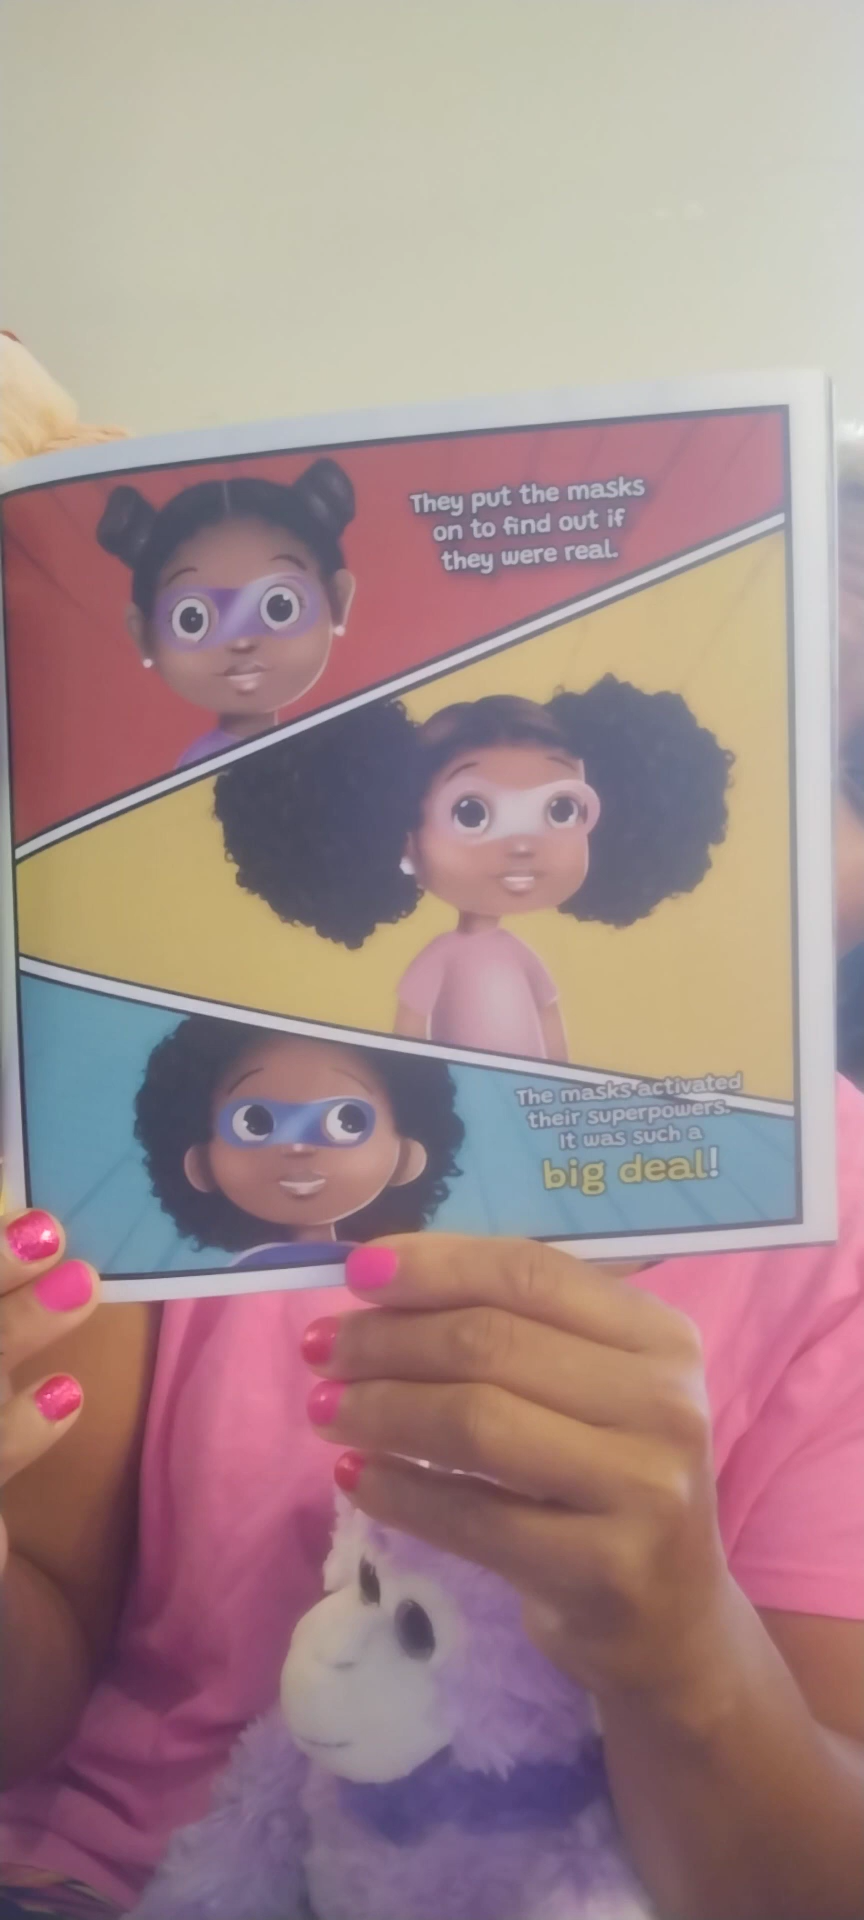 They put the masks
on to find out if
they were real.
The masks activated
their superpowers.
It was such a
big deal!